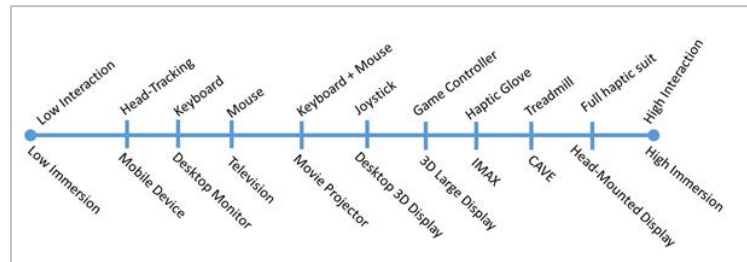 Low Interaction
Head-Tracking
Keyboard
Mouse
Keyboard + Mouse
Joystick
Game Controller
Haptic Glove
Treadmill
Full haptic suit
High Interaction
Low Immersion
Mobile Device
Desktop Monitor
Television
Movie Projector
Desktop 3D Display
3D Large Display
IMAX
CAVE
Head-Mounted Display
High Immersion